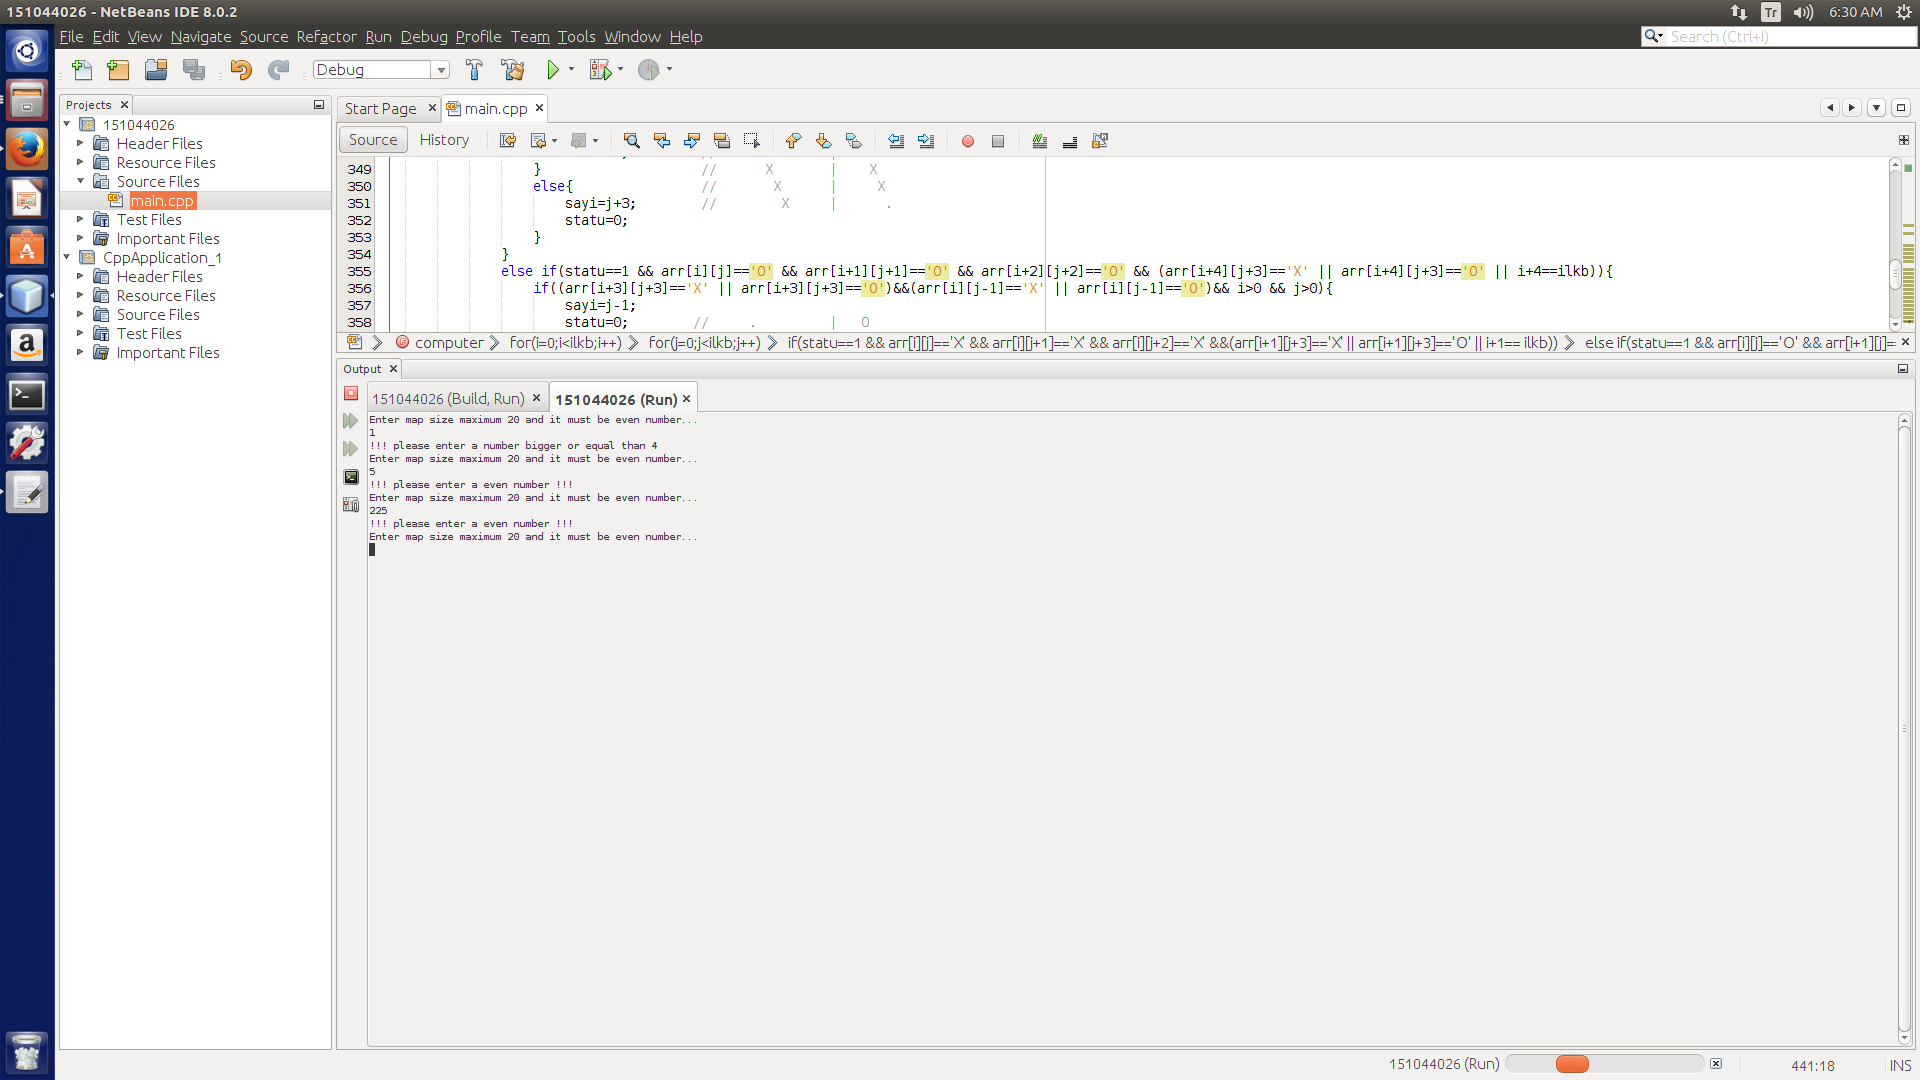 151044026 - NetBeans IDE 8.0.2
Tr
6:30 AM
File Edit View Navigate Source Refactor Run Debug Profile Team Tools Window Help
Search (Ctrl+I)
Debug
Projects
Start Page
main.cpp
Source History
151044026
Header Files
Resource Files
Source Files
main.cpp
Test Files
Important Files
CppApplication_1
Header Files
Resource Files
Source Files
Test Files
Important Files
349 } // X | X
350 else{ // X | X
351 sayi=j+3; // X | .
352 statu=0;
353 }
354 }
355 else if(statu==1 && arr[i][j]=='O' && arr[i+1][j+1]=='O' && arr[i+2][j+2]=='O' && (arr[i+4][j+3]=='X' || arr[i+4][j+3]=='O' || i+4==ilkb)){
356 if((arr[i+3][j+3]=='X' || arr[i+3][j+3]=='O')&&(arr[i][j-1]=='X' || arr[i][j-1]=='O')&& i>0 && j>0){
357 sayi=j-1;
358 statu=0; // . | O
computer for(i=0;i<ilkb;i++) for(j=0;j<ilkb;j++) if(statu==1 && arr[i][j]=='X' && arr[i][j+1]=='X' && arr[i][j+2]=='X' &&(arr[i+1][j+3]=='X' || arr[i+1][j+3]=='O' || i+1== ilkb)) else if(statu==1 && arr[i][j]=='O' && arr[i+1][j]=
Output
151044026 (Build, Run)
151044026 (Run)
Enter map size maximum 20 and it must be even number...
1
!!! please enter a number bigger or equal than 4
Enter map size maximum 20 and it must be even number...
5
!!! please enter a even number !!!
Enter map size maximum 20 and it must be even number...
225
!!! please enter a even number !!!
Enter map size maximum 20 and it must be even number...
151044026 (Run)
441:18
INS